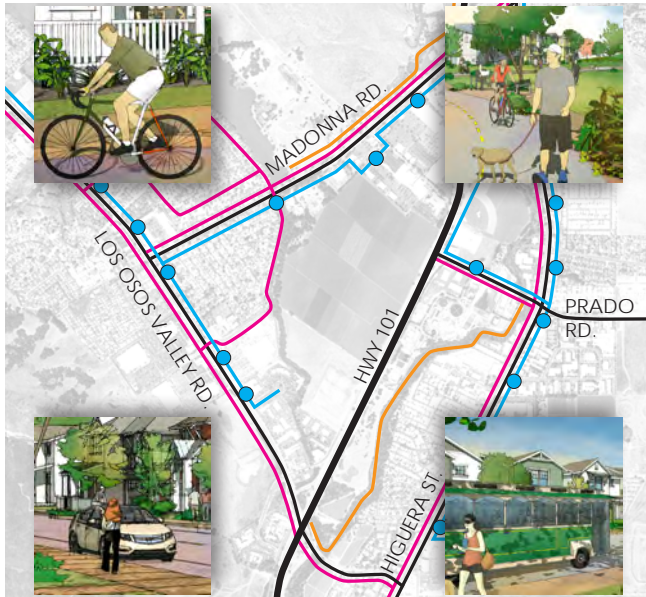 MADONNA RD.
LOS OSOS VALLEY RD.
HWY 101
PRADO
RD.
HIGUERA ST.